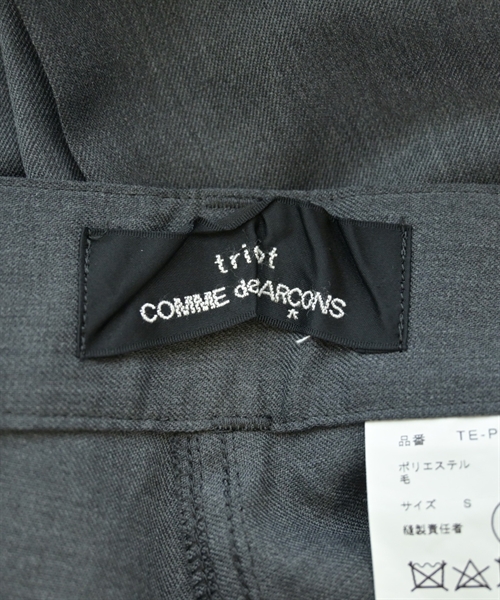 tricot
COMME des GARÇONS
品番 TE-P
ポリエステル
毛
サイズ S
縫製責任者